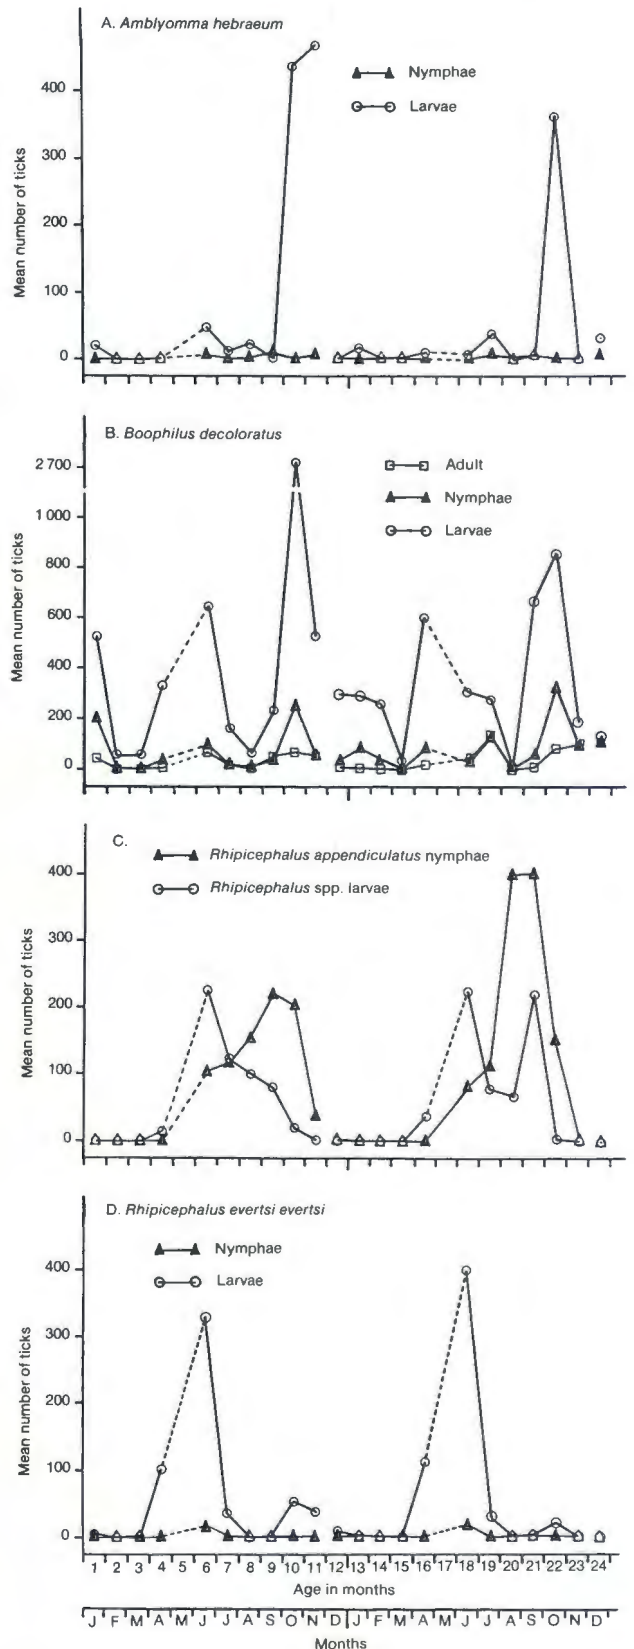 A. Amblyomma hebraeum
Nymphae
Larvae
Mean number of ticks
400
300
200
100
0
B. Boophilus decoloratus
Adult
Nymphae
Larvae
Mean number of ticks
2 700
1 000
800
600
400
200
0
C.
Rhipicephalus appendiculatus nymphae
Rhipicephalus spp. larvae
Mean number of ticks
400
300
200
100
0
D. Rhipicephalus evertsi evertsi
Nymphae
Larvae
Mean number of ticks
400
300
200
100
0
1 2 3 4 5 6 7 8 9 10 11 12 13 14 15 16 17 18 19 20 21 22 23 24
Age in months
J F M A M J J A S O N D J F M A M J J A S O N D
Months